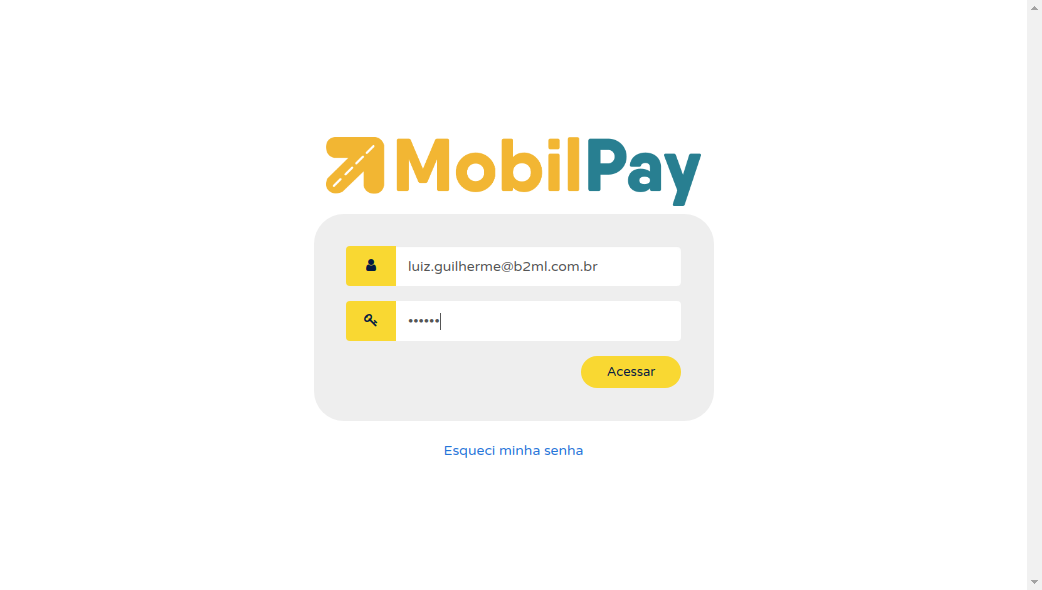 MobilPay
luiz.guilherme@b2ml.com.br
••••••
Acessar
Esqueci minha senha